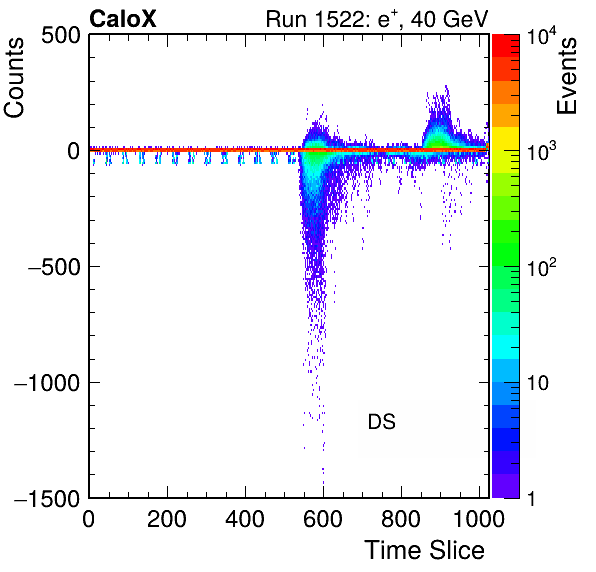 CaloX Run 1522: e⁺, 40 GeV
Counts
Events
500
0
−500
−1000
−1500
0 200 400 600 800 1000
Time Slice
DS
10⁴
10³
10²
10
1